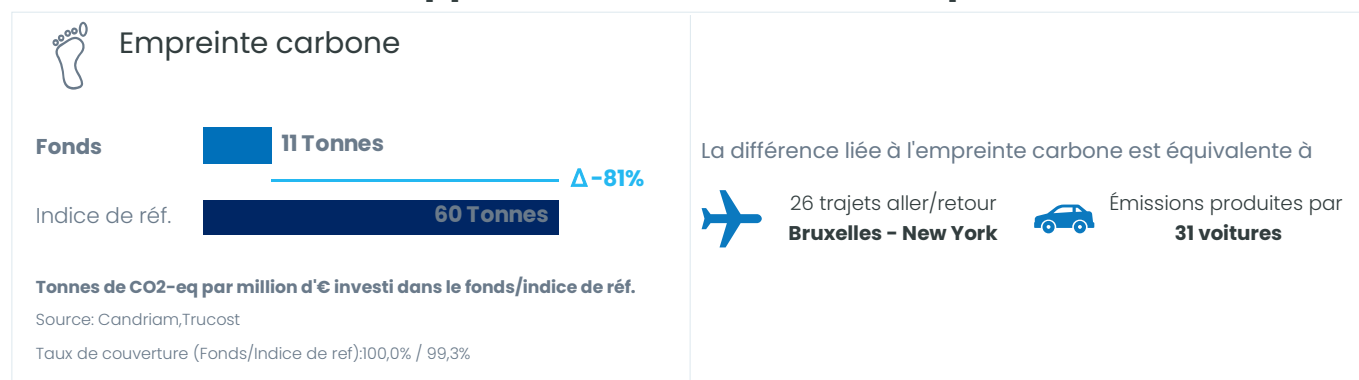 Empreinte carbone
Fonds
11 Tonnes
Δ-81%
Indice de réf.
60 Tonnes
Tonnes de CO2-eq par million d'€ investi dans le fonds/indice de réf.
Source: Candriam,Trucost
Taux de couverture (Fonds/Indice de ref):100,0% / 99,3%
La différence liée à l'empreinte carbone est équivalente à
26 trajets aller/retour
Bruxelles - New York
Émissions produites par
31 voitures